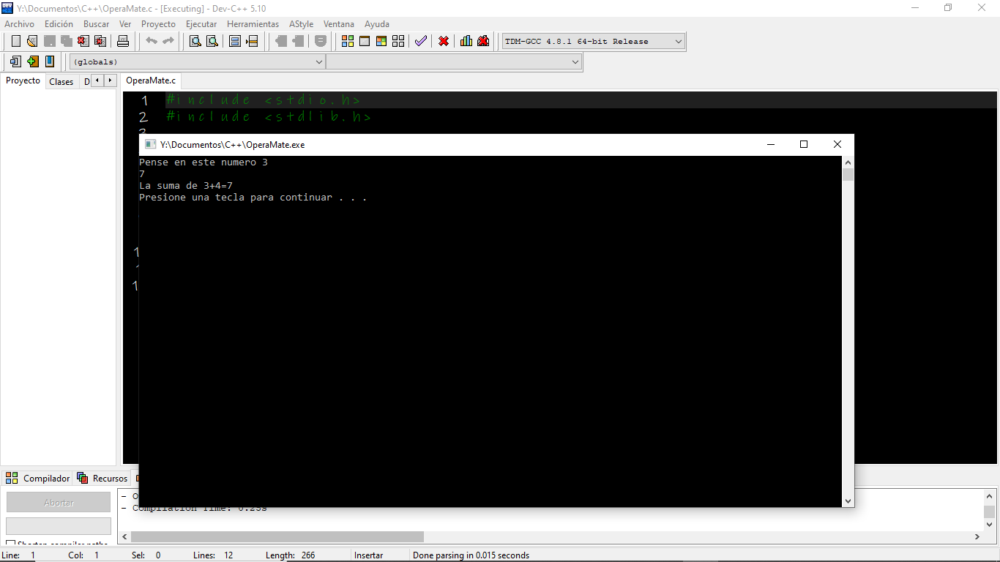 Y:\Documentos\C++\OperaMate.c - [Executing] - Dev-C++ 5.10
Archivo Edición Buscar Ver Proyecto Ejecutar Herramientas AStyle Ventana Ayuda
TDM-GCC 4.8.1 64-bit Release
(globals)
Proyecto Clases D
OperaMate.c
1 #include <stdio.h>
2 #include <stdlib.h>
Y:\Documentos\C++\OperaMate.exe
Pense en este numero 3
7
La suma de 3+4=7
Presione una tecla para continuar . . .
Compilador Recursos
Abortar
- Compilation Time: 0.25s
Shorten compiler paths
Line: 1 Col: 1 Sel: 0 Lines: 12 Length: 266 Insertar Done parsing in 0.015 seconds